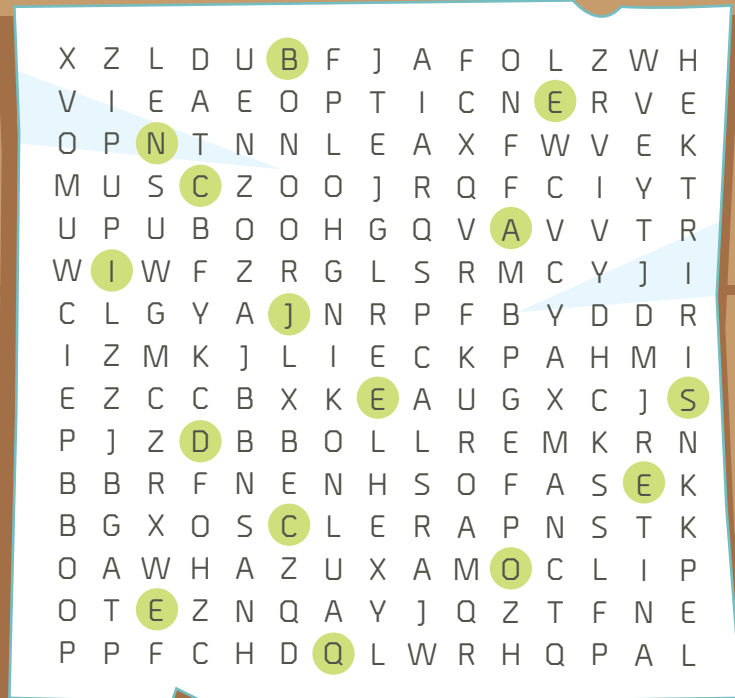 X Z L D U B F J A F O L Z W H
V I E A E O P T I C N E R V E
O P N T N N L E A X F W V E K
M U S C Z O O J R Q F C I Y T
U P U B O O H G Q V A V V T R
W I W F Z R G L S R M C Y J I
C L G Y A J N R P F B Y D D R
I Z M K J L I E C K P A H M I
E Z C C B X K E A U G X C J S
P J Z D B B O L L R E M K R N
B B R F N E N H S O F A S E K
B G X O S C L E R A P N S T K
O A W H A Z U X A M O C L I P
O T E Z N Q A Y J Q Z T F N E
P P F C H D Q L W R H Q P A L